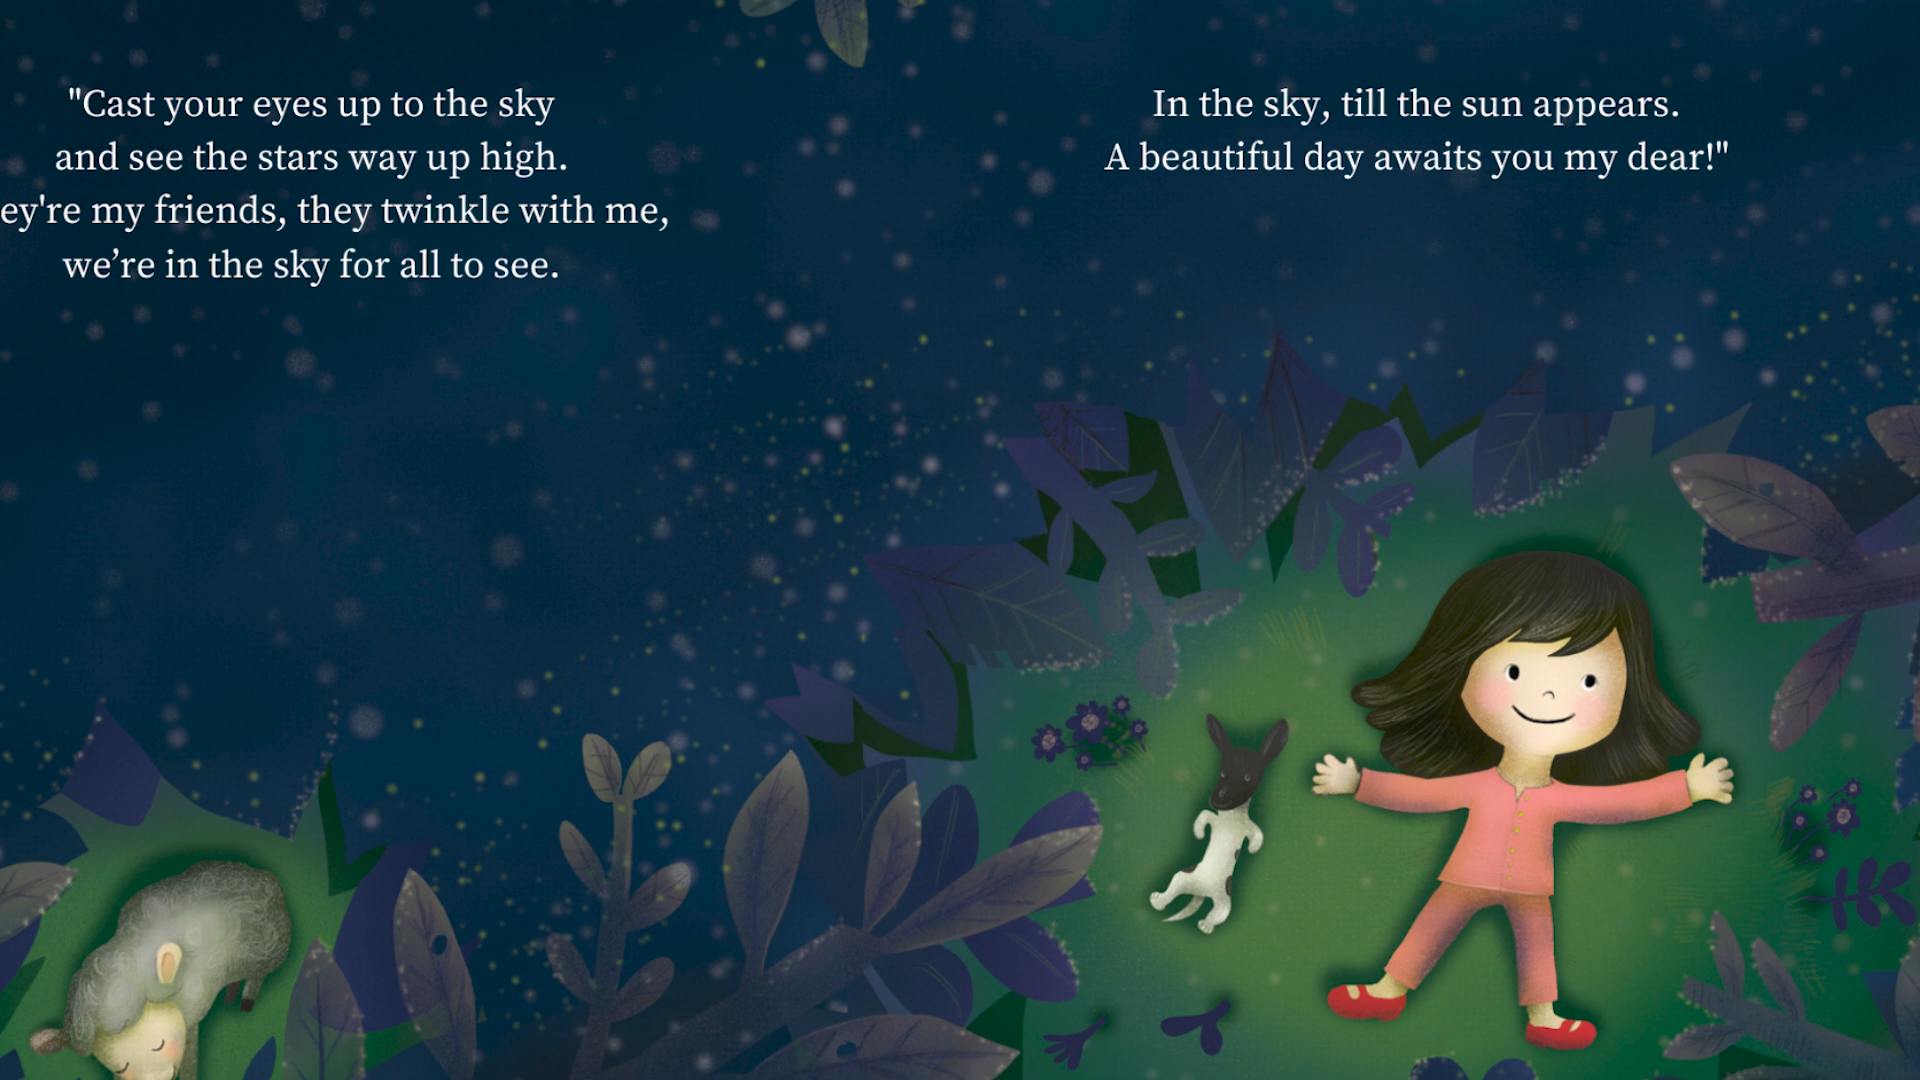 "Cast your eyes up to the sky
and see the stars way up high.
ey're my friends, they twinkle with me,
we’re in the sky for all to see.
In the sky, till the sun appears.
A beautiful day awaits you my dear!"